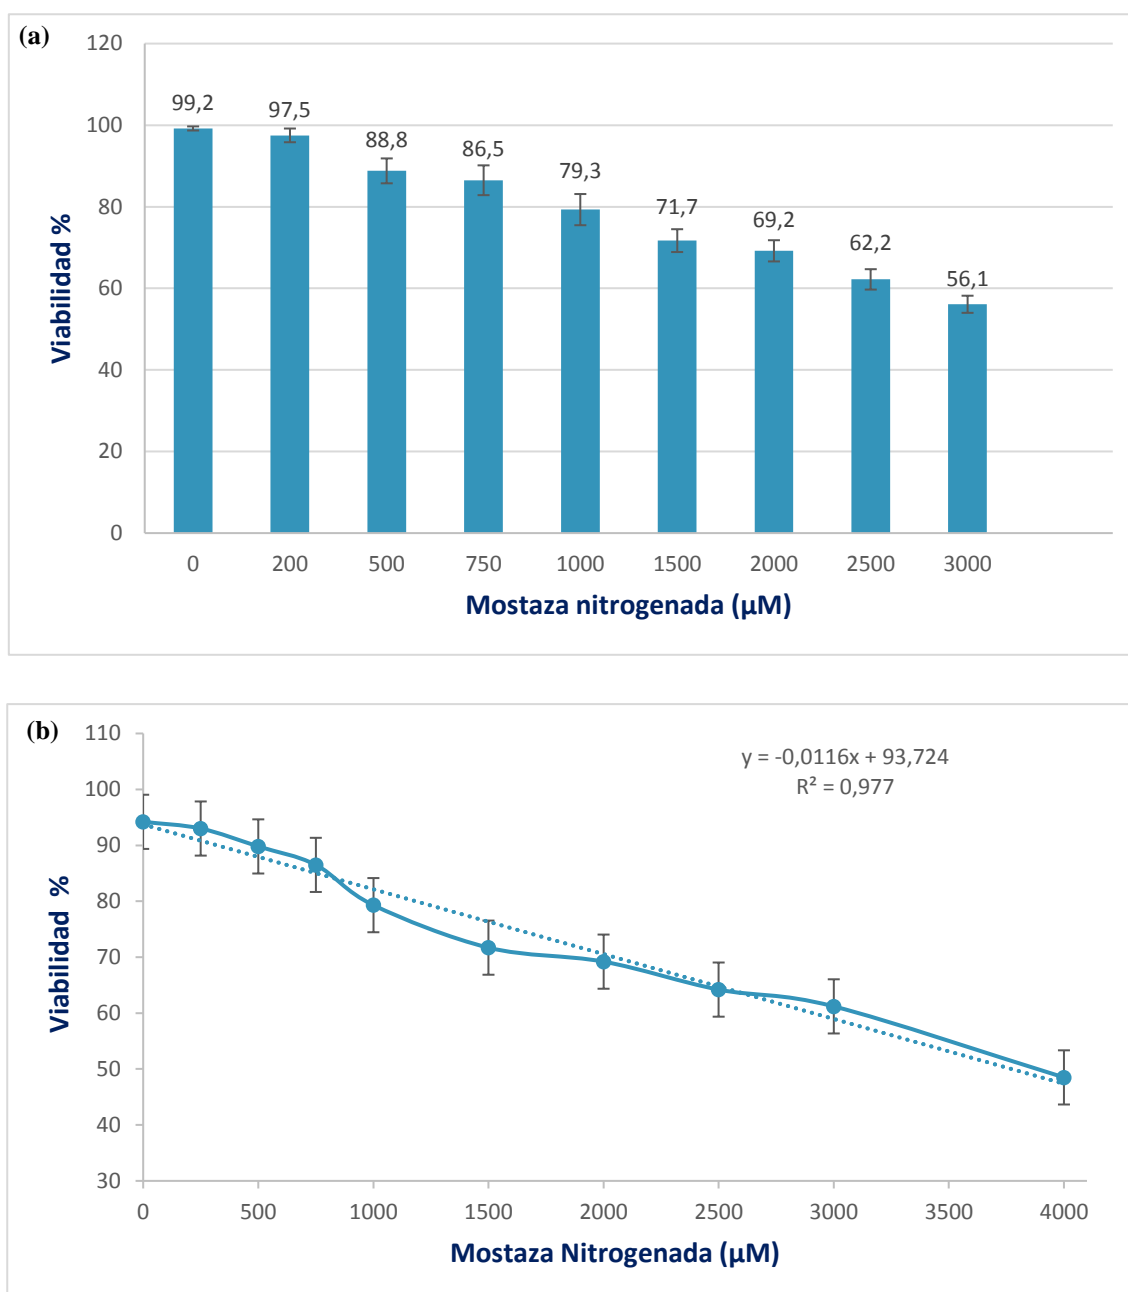 (a)
120
100
80
60
40
20
0
Viabilidad %
99,2
97,5
88,8
86,5
79,3
71,7
69,2
62,2
56,1
0 200 500 750 1000 1500 2000 2500 3000
Mostaza nitrogenada (µM)
(b)
110
100
90
80
70
60
50
40
30
Viabilidad %
y = -0,0116x + 93,724
R² = 0,977
0 500 1000 1500 2000 2500 3000 3500 4000
Mostaza Nitrogenada (µM)